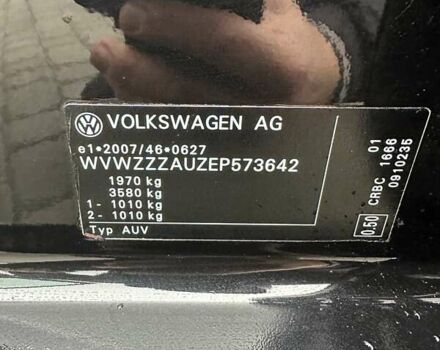 VOLKSWAGEN AG
e1*2007/46*0627
WVWZZZAUZEP573642
1970 kg
3580 kg
1- 1010 kg
2- 1010 kg
Typ AUV
01
CRBC 1666
0910235
0.50